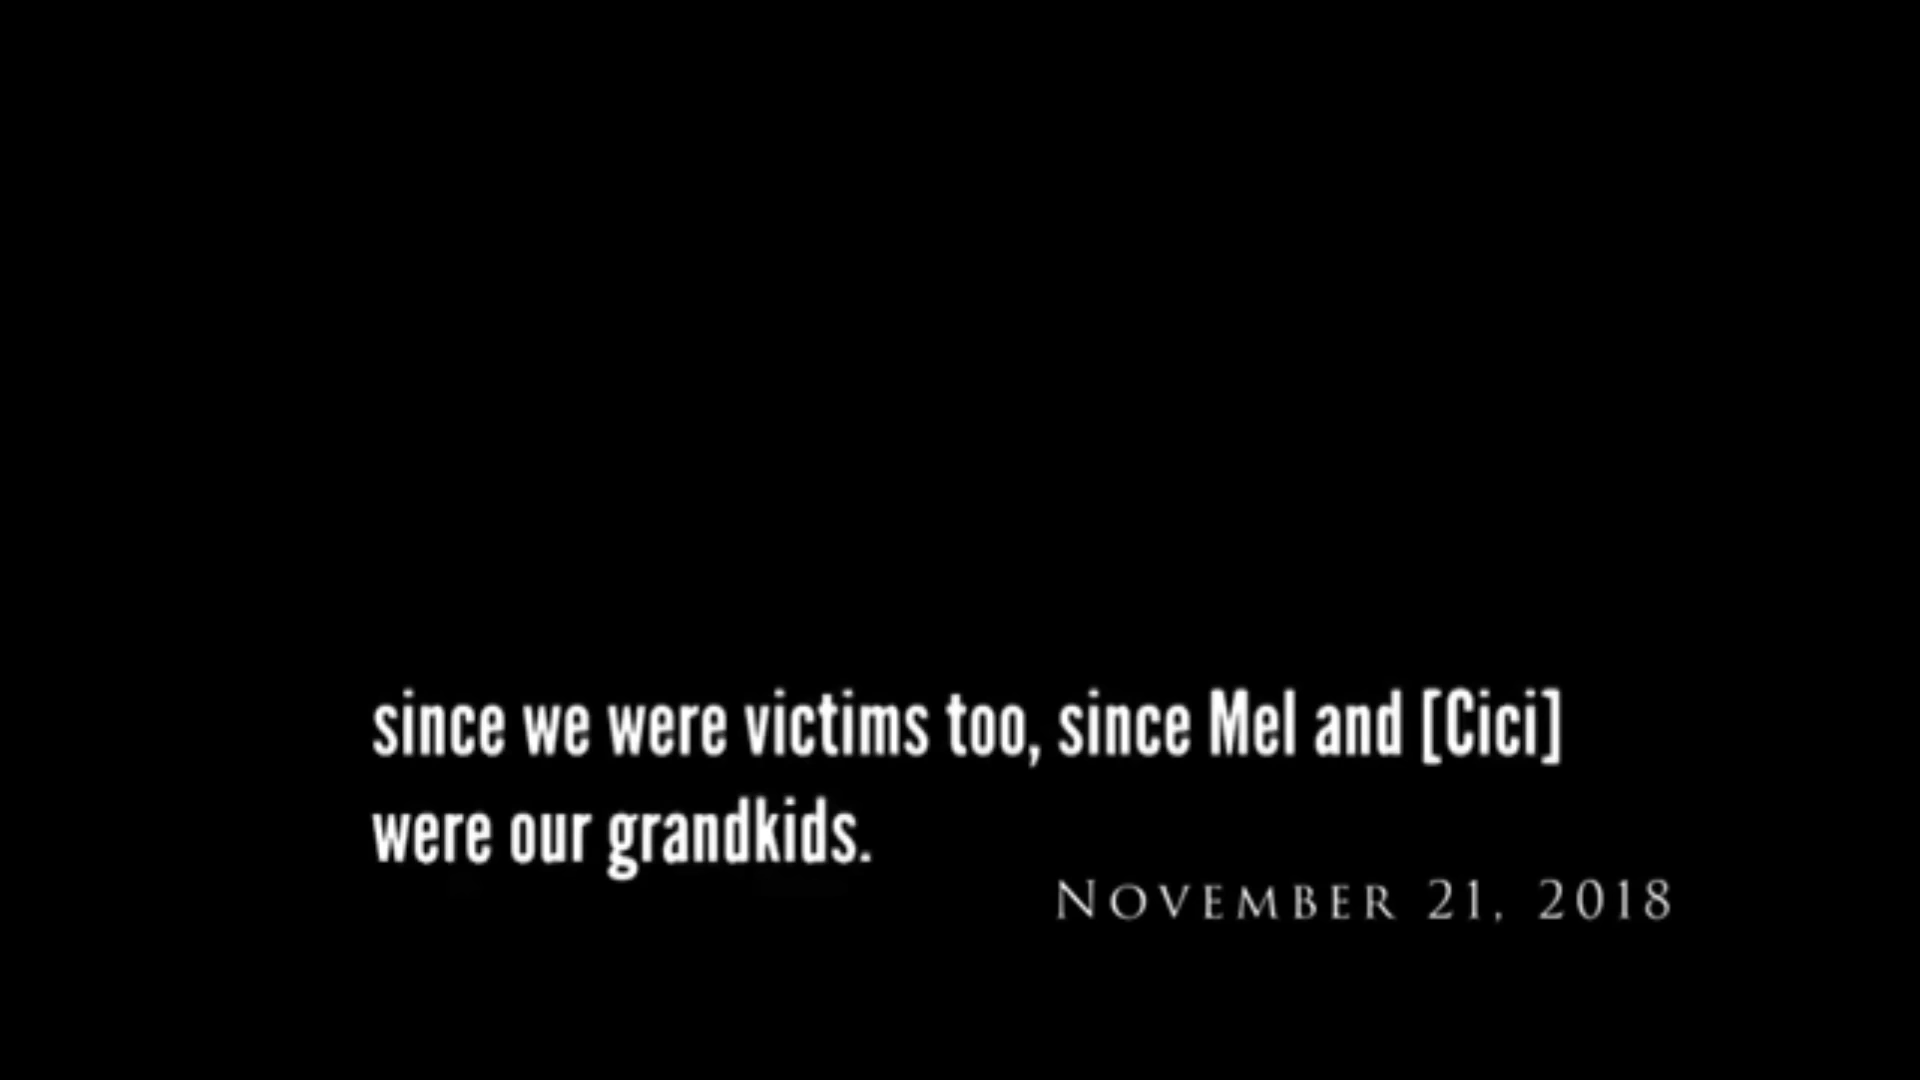 since we were victims too, since Mel and [Cici]
were our grandkids.
NOVEMBER 21, 2018